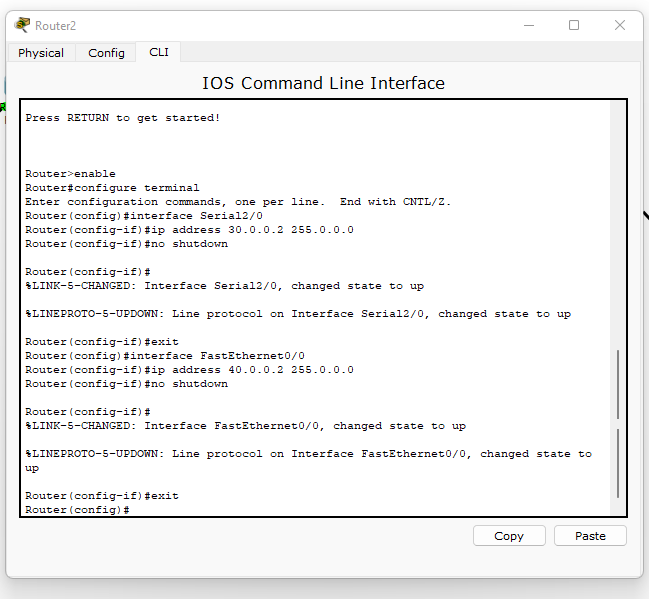 Router2
Physical Config CLI
IOS Command Line Interface
Press RETURN to get started!
Router>enable
Router#configure terminal
Enter configuration commands, one per line.  End with CNTL/Z.
Router(config)#interface Serial2/0
Router(config-if)#ip address 30.0.0.2 255.0.0.0
Router(config-if)#no shutdown
Router(config-if)#
%LINK-5-CHANGED: Interface Serial2/0, changed state to up
%LINEPROTO-5-UPDOWN: Line protocol on Interface Serial2/0, changed state to up
Router(config-if)#exit
Router(config)#interface FastEthernet0/0
Router(config-if)#ip address 40.0.0.2 255.0.0.0
Router(config-if)#no shutdown
Router(config-if)#
%LINK-5-CHANGED: Interface FastEthernet0/0, changed state to up
%LINEPROTO-5-UPDOWN: Line protocol on Interface FastEthernet0/0, changed state to
up
Router(config-if)#exit
Router(config)#
Copy Paste